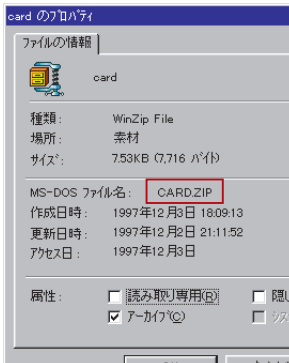 card のプロパティ
ファイルの情報
card
種類: WinZip File
場所: 素材
サイズ: 7.53KB (7,716 バイト)
MS-DOS ファイル名: CARD.ZIP
作成日時: 1997年12月3日 18:09:13
更新日時: 1997年12月2日 21:11:52
アクセス日: 1997年12月3日
属性: 読み取り専用(R) 隠し
アーカイブ(C) シス